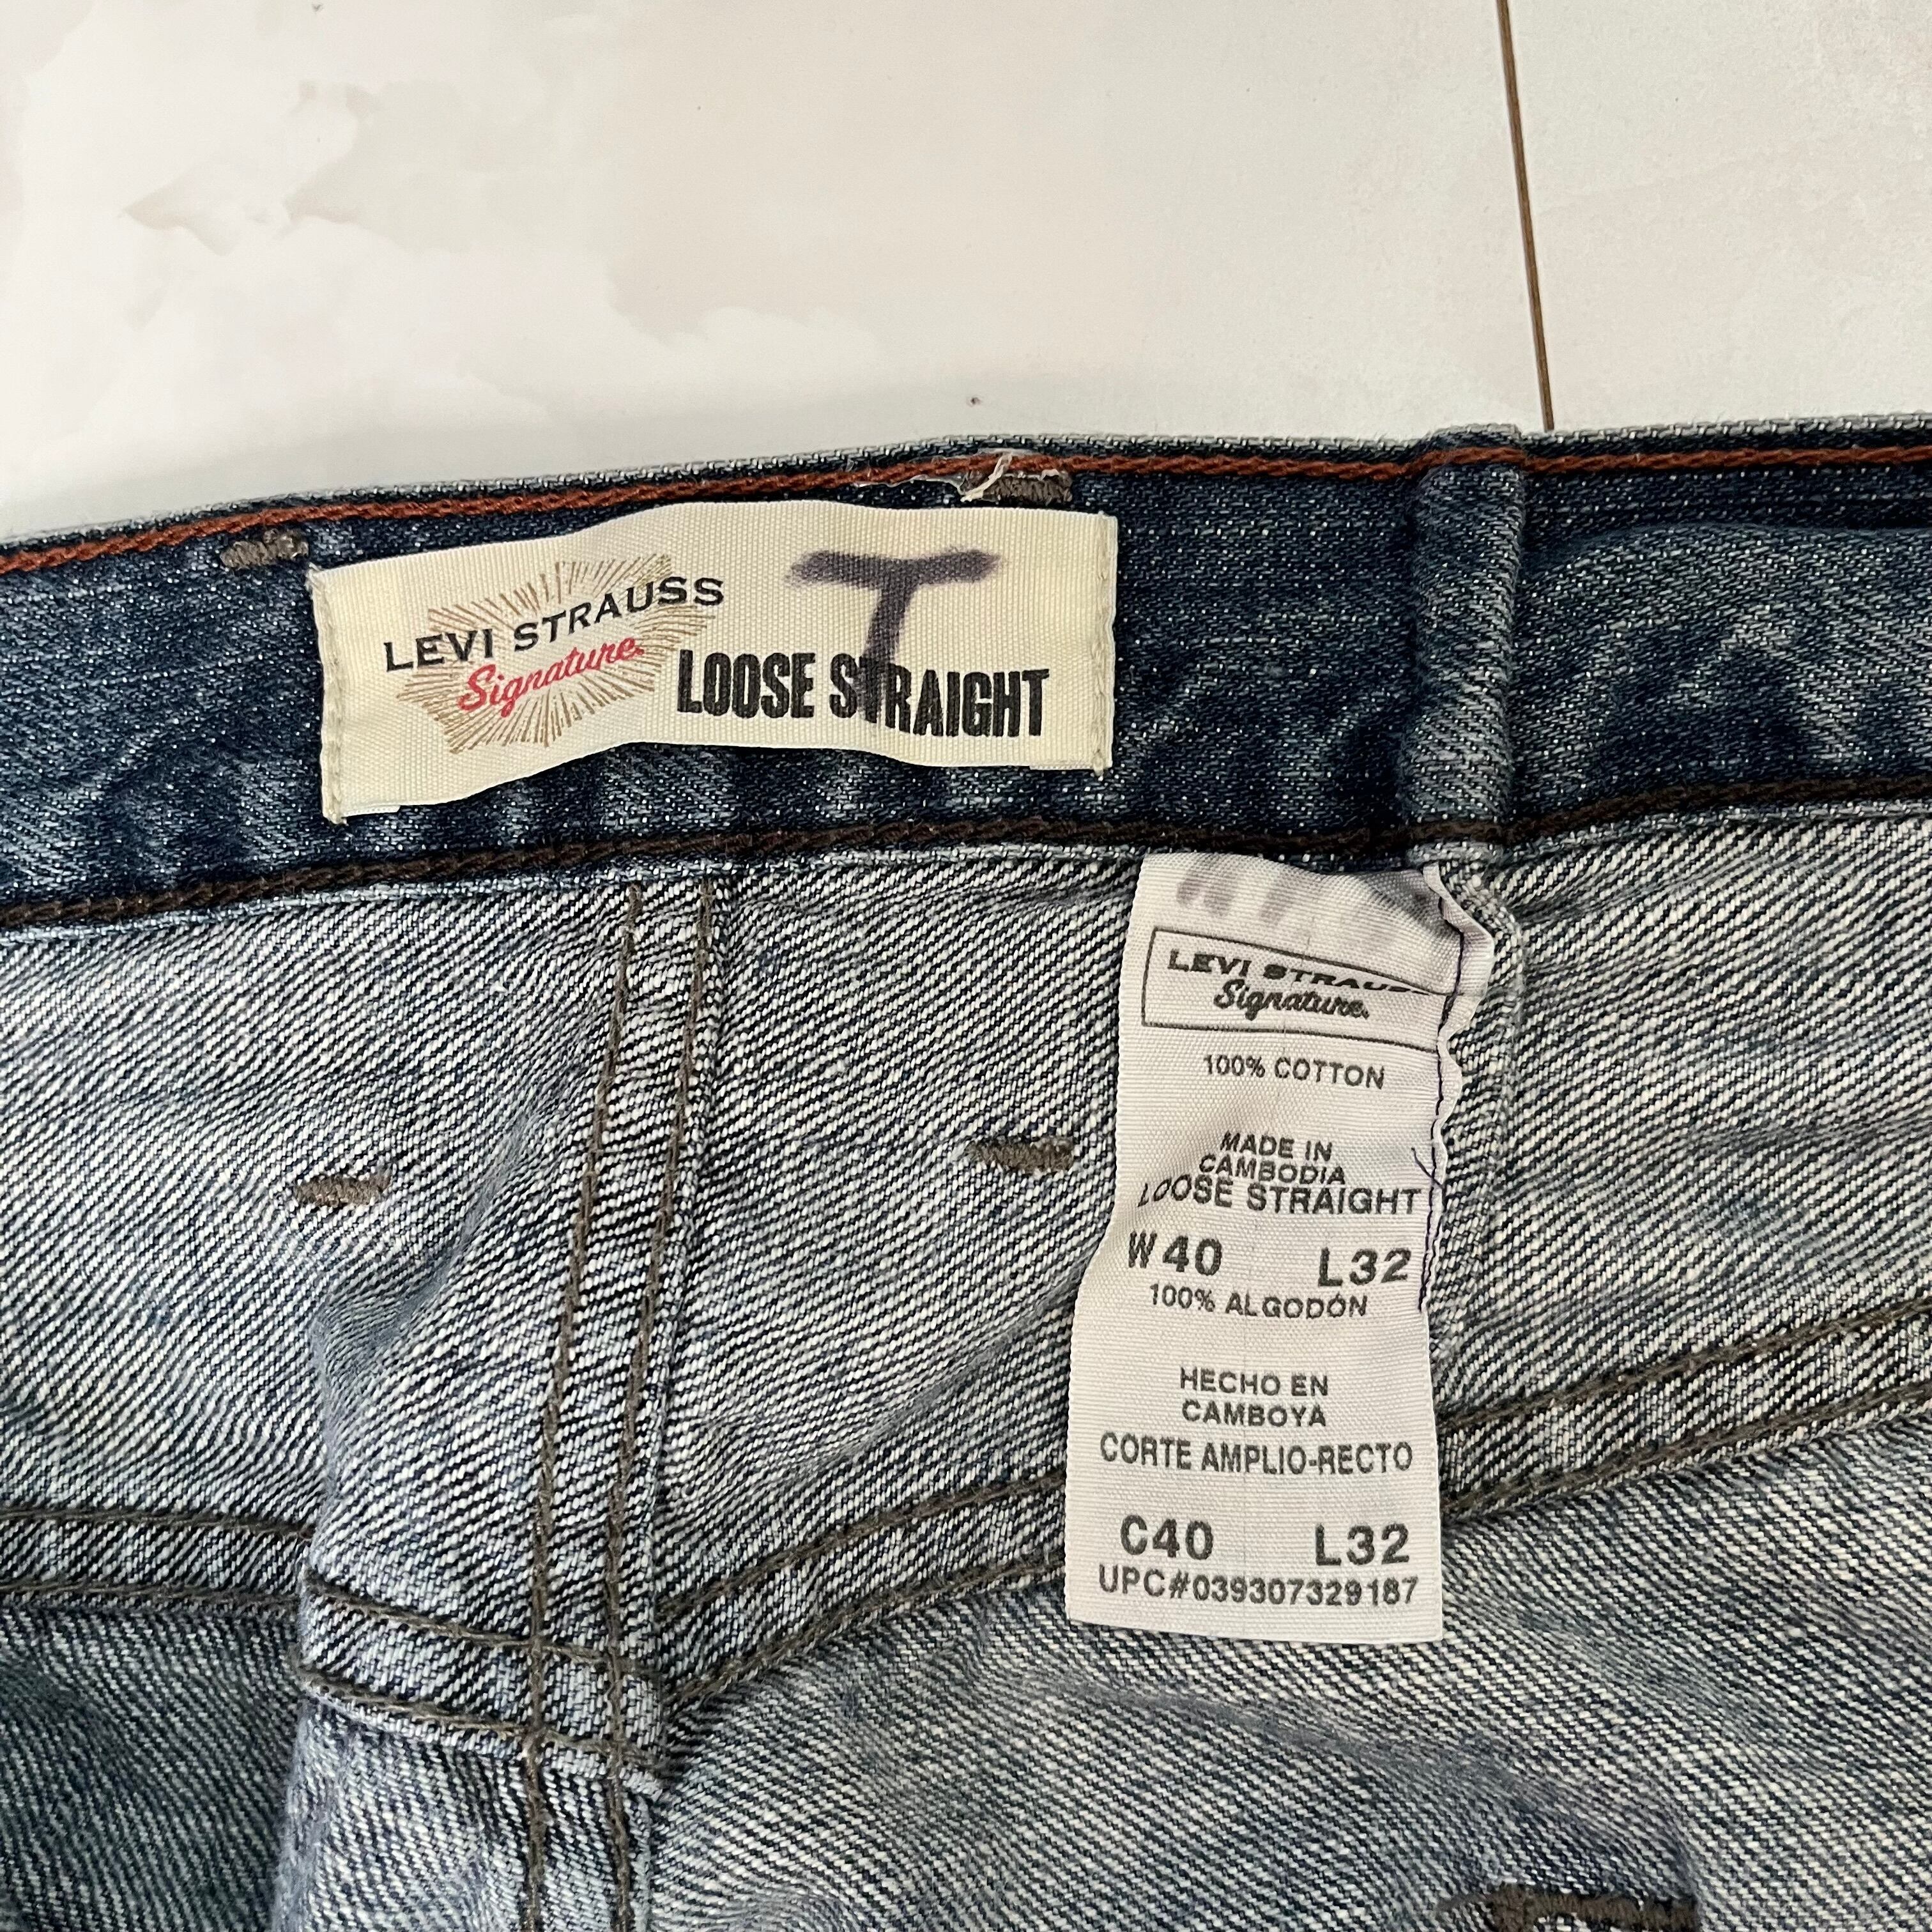 LEVI STRAUSS
Signature.
T
LOOSE STRAIGHT
LEVI STRAUSS
Signature.
100% COTTON
MADE IN
CAMBODIA
LOOSE STRAIGHT
W40 L32
100% ALGODÓN
HECHO EN
CAMBOYA
CORTE AMPLIO-RECTO
C40 L32
UPC#039307329187